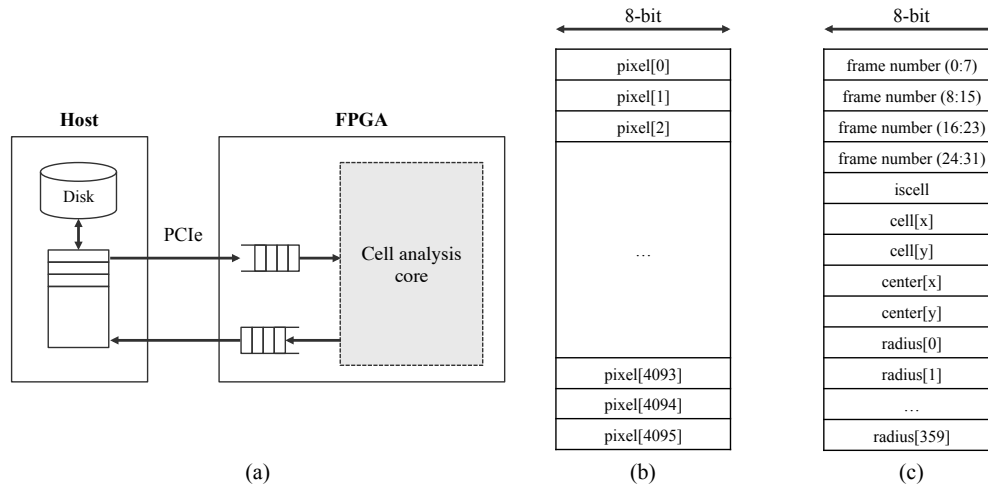 Host
FPGA
Disk
PCIe
Cell analysis
core
(a)
8-bit
pixel[0]
pixel[1]
pixel[2]
…
pixel[4093]
pixel[4094]
pixel[4095]
(b)
8-bit
frame number (0:7)
frame number (8:15)
frame number (16:23)
frame number (24:31)
iscell
cell[x]
cell[y]
center[x]
center[y]
radius[0]
radius[1]
…
radius[359]
(c)